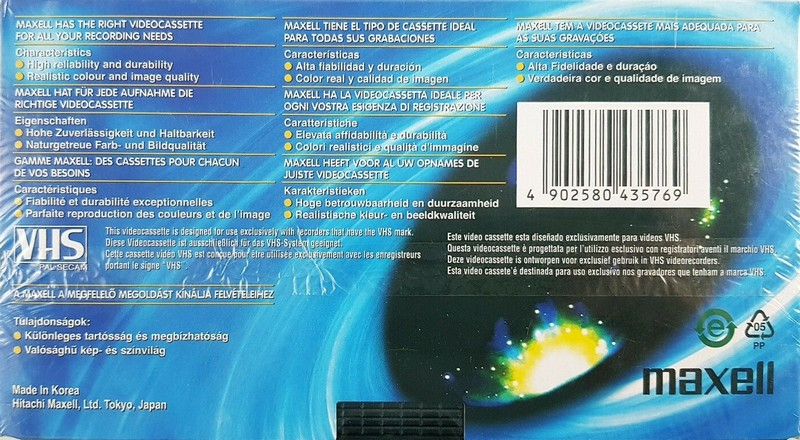 MAXELL HAS THE RIGHT VIDEOCASSETTE
FOR ALL YOUR RECORDING NEEDS
Characteristics
High reliability and durability
Realistic colour and image quality
MAXELL HAT FÜR JEDE AUFNAHME DIE
RICHTIGE VIDEOCASSETTE
Eigenschaften
Hohe Zuverlässigkeit und Haltbarkeit
Naturgetreue Farb- und Bildqualität
GAMME MAXELL: DES CASSETTES POUR CHACUN
DE VOS BESOINS
Caractéristiques
Fiabilité et durabilité exceptionnelles
Parfaite reproduction des couleurs et de l'image
MAXELL TIENE EL TIPO DE CASSETTE IDEAL
PARA TODAS SUS GRABACIONES
Características
Alta fiabilidad y duración
Color real y calidad de imagen
MAXELL HA LA VIDEOCASSETTA IDEALE PER
OGNI VOSTRA ESIGENZA DI REGISTRAZIONE
Caratteristiche
Elevata affidabilità e durabilità
Colori realistici e qualità d'immagine
MAXELL HEEFT VOOR AL UW OPNAMES DE
JUISTE VIDEOCASSETTE
Karakteristieken
Hoge betrouwbaarheid en duurzaamheid
Realistische kleur- en beeldkwaliteit
MAXELL TEM A VIDEOCASSETE MAIS ADEQUADA PARA
AS SUAS GRAVAÇÕES
Características
Alta Fidelidade e duração
Verdadeira cor e qualidade de imagem
4 902580 435769
VHS
PAL/SECAM
This videocassette is designed for use exclusively with recorders that have the VHS mark.
Diese Videocassette ist ausschließlich für das VHS-System geeignet.
Cette cassette vidéo VHS est conçue pour être utilisée exclusivement avec les enregistreurs
portant le signe "VHS".
Este video cassette esta diseñado exclusivamente para videos VHS.
Questa videocassette è progettata per l'utilizzo esclusivo con registratori aventi il marchio VHS.
Deze videocassette is ontworpen voor exclusief gebruik in VHS videorecorders.
Esta video cassete'é destinada para uso exclusivo nos gravadores que tenham a marca VHS.
A MAXELL A MEGFELELŐ MEGOLDÁST KÍNÁLJA FELVÉTELEIHEZ
Tulajdonságok:
Különleges tartósság és megbízhatóság
Valósághű kép- és színvilág
Made In Korea
Hitachi Maxell, Ltd. Tokyo, Japan
e
05
PP
maxell